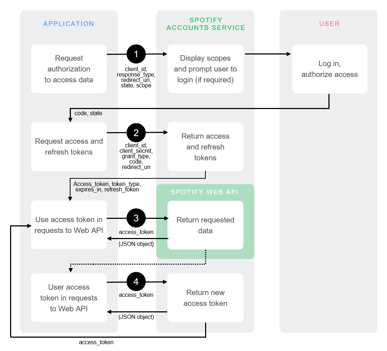 APPLICATION
SPOTIFY
ACCOUNTS SERVICE
USER
Request
authorization
to access data
1
client_id,
response_type,
redirect_uri,
state, scope
Display scopes
and prompt user to
login (if required)
Log in,
authorize access
code, state
Request access and
refresh tokens
2
client_id,
client_secret,
grant_type,
code,
redirect_uri
Return access
and refresh
tokens
Access_token, token_type,
expires_in, refresh_token
SPOTIFY WEB API
Use access token in
requests to Web API
3
access_token
(JSON object)
Return requested
data
User access
token in requests
to Web API
4
access_token
(JSON object)
Return new
access token
access_token